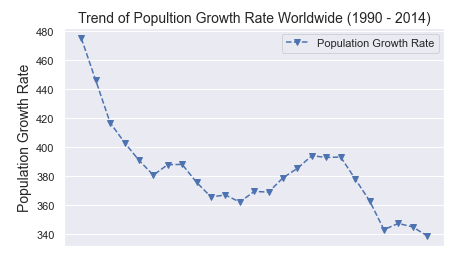 Trend of Popultion Growth Rate Worldwide (1990 - 2014)
Population Growth Rate
480
460
440
420
400
380
360
340
Population Growth Rate